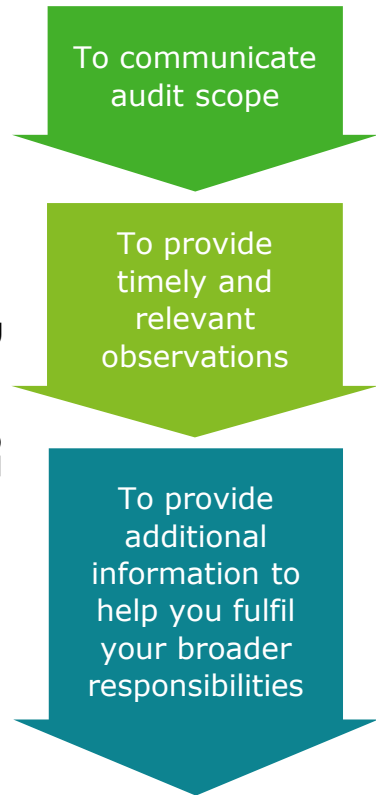 To communicate
audit scope
To provide
timely and
relevant
observations
To provide
additional
information to
help you fulfil
your broader
responsibilities